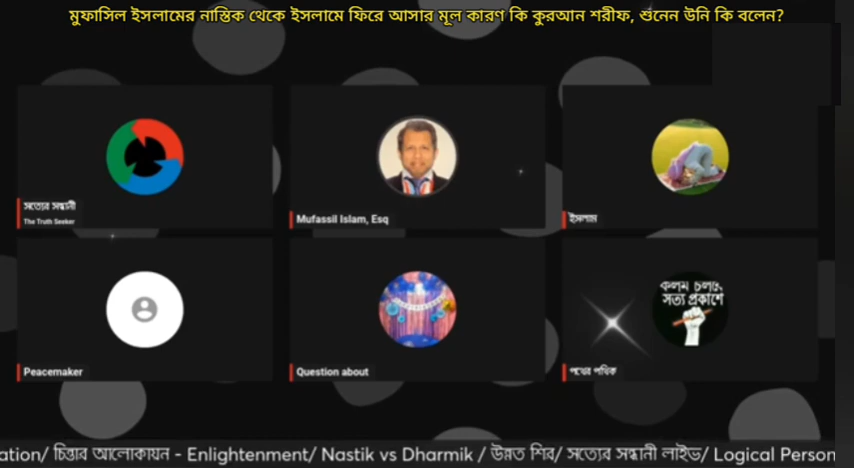 মুফাসিল ইসলামের নাস্তিক থেকে ইসলামে ফিরে আসার মূল কারণ কি কুরআন শরীফ, শুনেন উনি কি বলেন?
সত্যের সন্ধানী
The Truth Seeker
Mufassil Islam, Esq
ইসলাম
কলম চলবে,
সত্য প্রকাশে
Peacemaker
Question about
পথের পথিক
ation/ চিন্তার আলোকায়ন - Enlightenment/ Nastik vs Dharmik / উন্নত শির/ সত্যের সন্ধানী লাইভ/ Logical Person